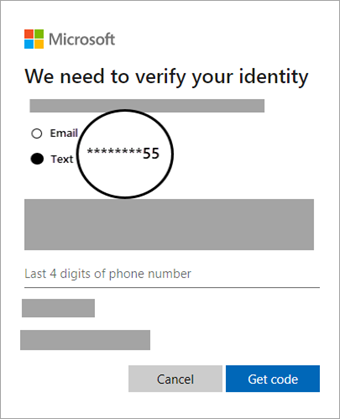 Microsoft
We need to verify your identity
Email
Text ********55
Last 4 digits of phone number
Cancel Get code